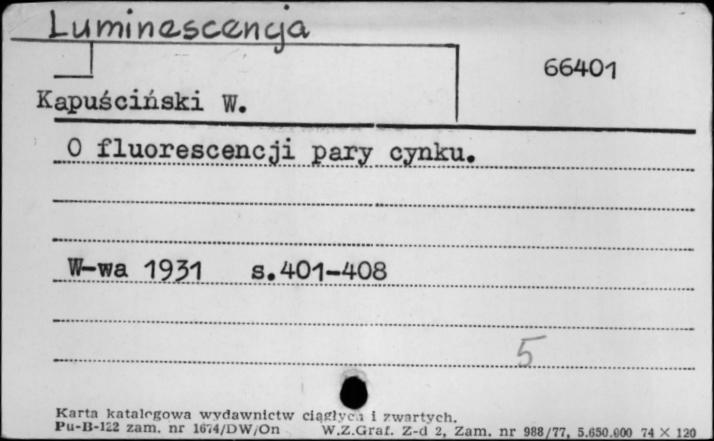 Luminescencja
66401
Kapuściński W.
O fluorescencji pary cynku.
W-wa 1931 s.401-408
5
Karta katalogowa wydawnictw ciągłych i zwartych.
Pu-B-122 zam. nr 1674/DW/On W.Z.Graf. Z-d 2, Zam. nr 988/77, 5.650.000 74 X 120